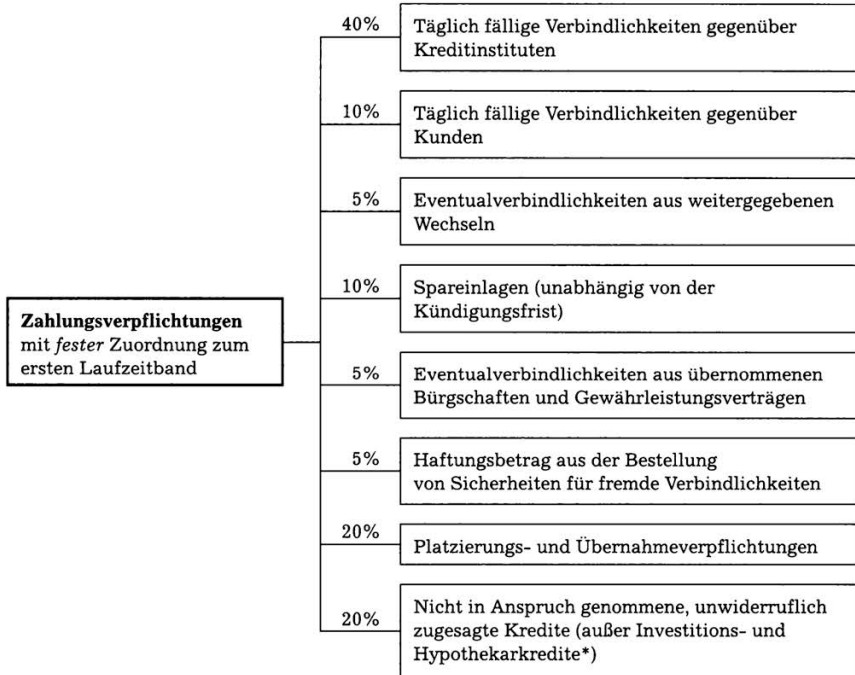 40%
Täglich fällige Verbindlichkeiten gegenüber
Kreditinstituten
10%
Täglich fällige Verbindlichkeiten gegenüber
Kunden
5%
Eventualverbindlichkeiten aus weitergegebenen
Wechseln
10%
Spareinlagen (unabhängig von der
Kündigungsfrist)
Zahlungsverpflichtungen
mit fester Zuordnung zum
ersten Laufzeitband
5%
Eventualverbindlichkeiten aus übernommenen
Bürgschaften und Gewährleistungsverträgen
5%
Haftungsbetrag aus der Bestellung
von Sicherheiten für fremde Verbindlichkeiten
20%
Platzierungs- und Übernahmeverpflichtungen
20%
Nicht in Anspruch genommene, unwiderruflich
zugesagte Kredite (außer Investitions- und
Hypothekarkredite*)